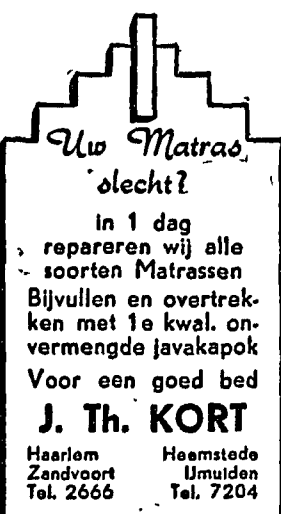 Uw Matras
slecht?
in 1 dag
repareren wij alle
soorten Matrassen
Bijvullen en overtrek-
ken met 1e kwal. on-
vermengde Javakapok
Voor een goed bed
J. Th. KORT
Haarlem Heemstede
Zandvoort IJmuiden
Tel. 2666 Tel. 7204